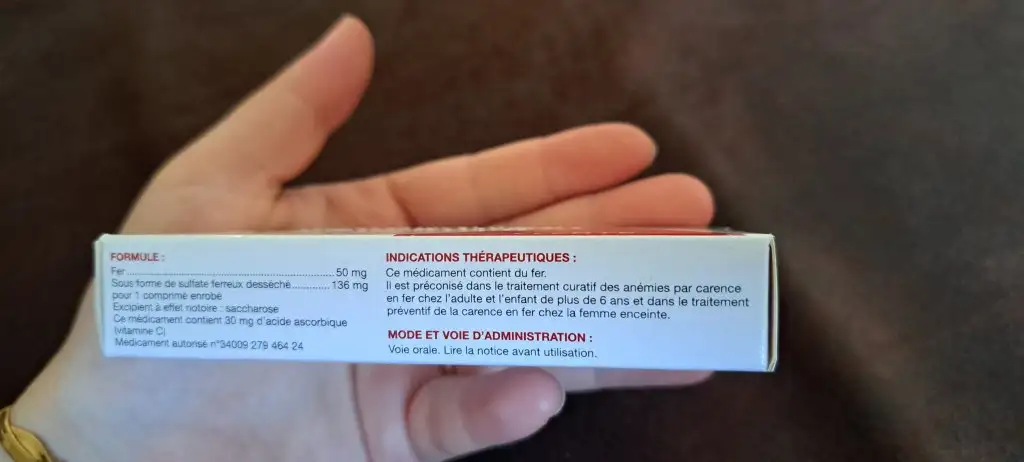 FORMULE :
Fer ............ 50 mg
Sous forme de sulfate ferreux desséché ............ 136 mg
pour 1 comprimé enrobé
Excipient à effet notoire : saccharose
Ce médicament contient 30 mg d'acide ascorbique
(vitamine C)
Médicament autorisé n°34009 279 464 24
INDICATIONS THÉRAPEUTIQUES :
Ce médicament contient du fer.
Il est préconisé dans le traitement curatif des anémies par carence
en fer chez l'adulte et l'enfant de plus de 6 ans et dans le traitement
préventif de la carence en fer chez la femme enceinte.
MODE ET VOIE D'ADMINISTRATION :
Voie orale. Lire la notice avant utilisation.